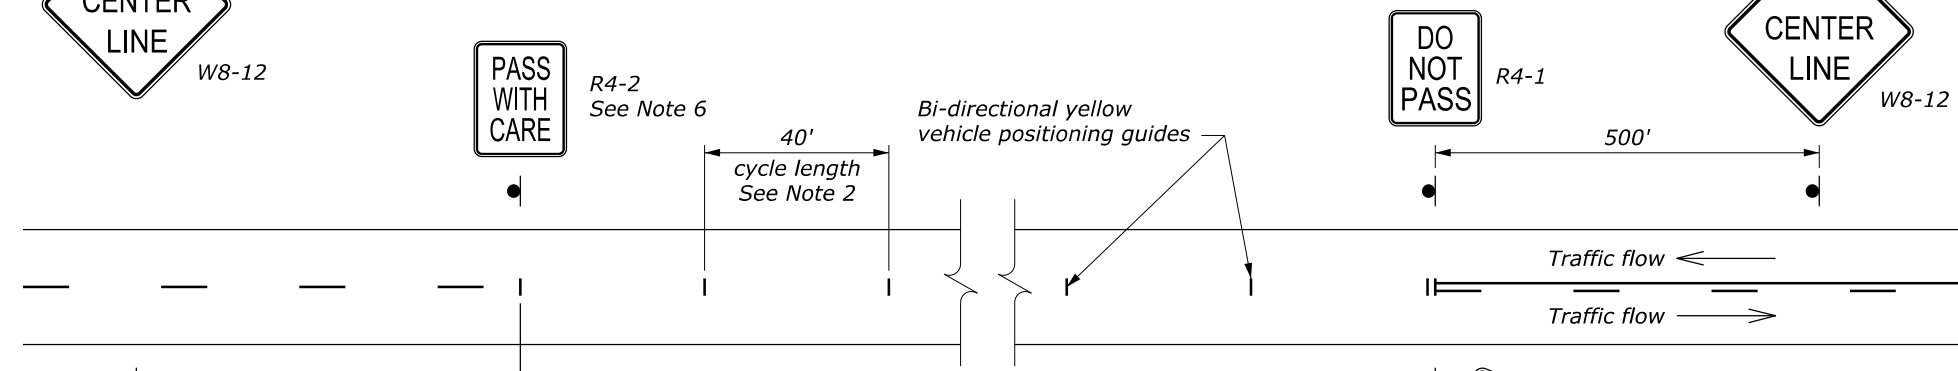 CENTER
LINE
W8-12
PASS
WITH
CARE
R4-2
See Note 6
40'
cycle length
See Note 2
Bi-directional yellow
vehicle positioning guides
DO
NOT
PASS
R4-1
500'
CENTER
LINE
W8-12
Traffic flow
Traffic flow